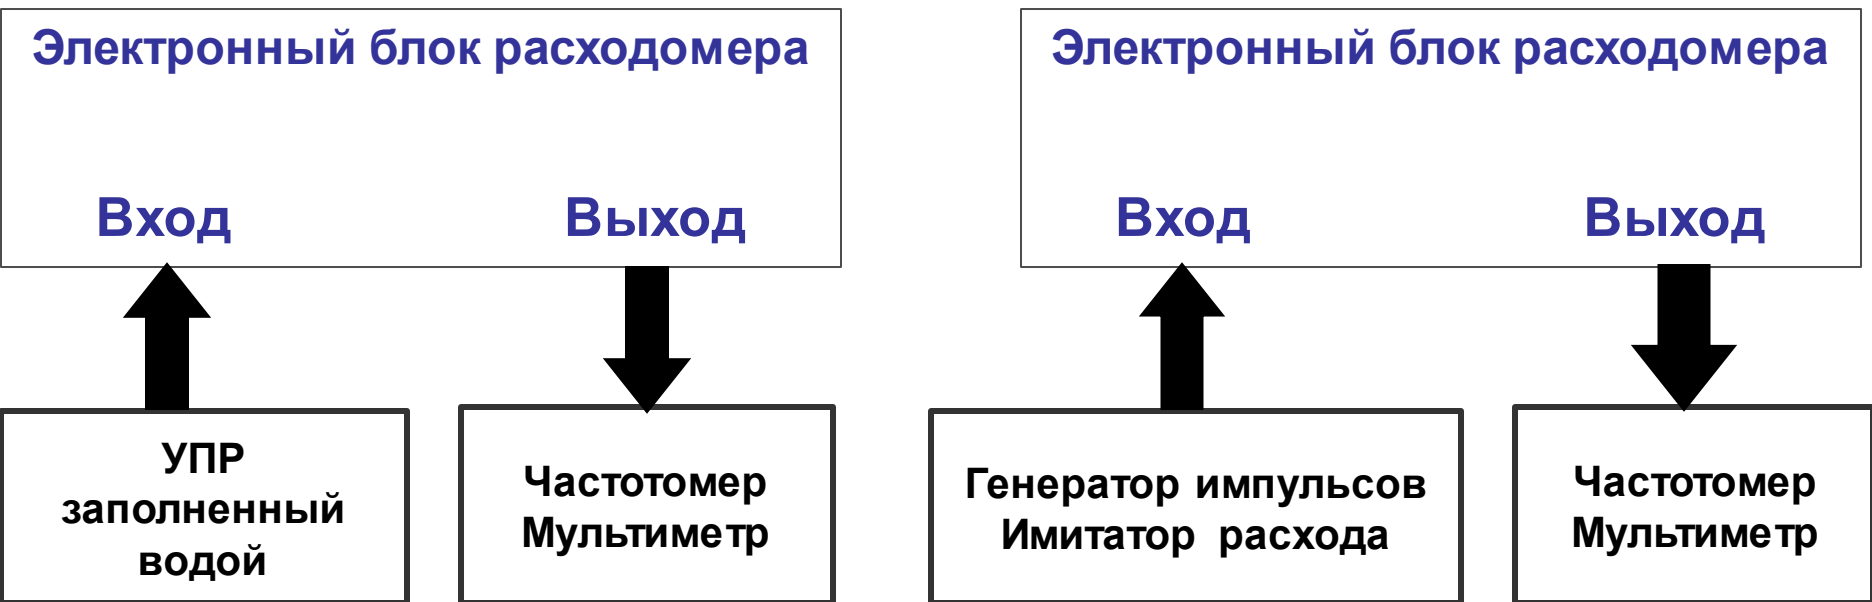 Электронный блок расходомера
Вход
Выход
УПР
заполненный
водой
Частотомер
Мультиметр
Электронный блок расходомера
Вход
Выход
Генератор импульсов
Имитатор расхода
Частотомер
Мультиметр